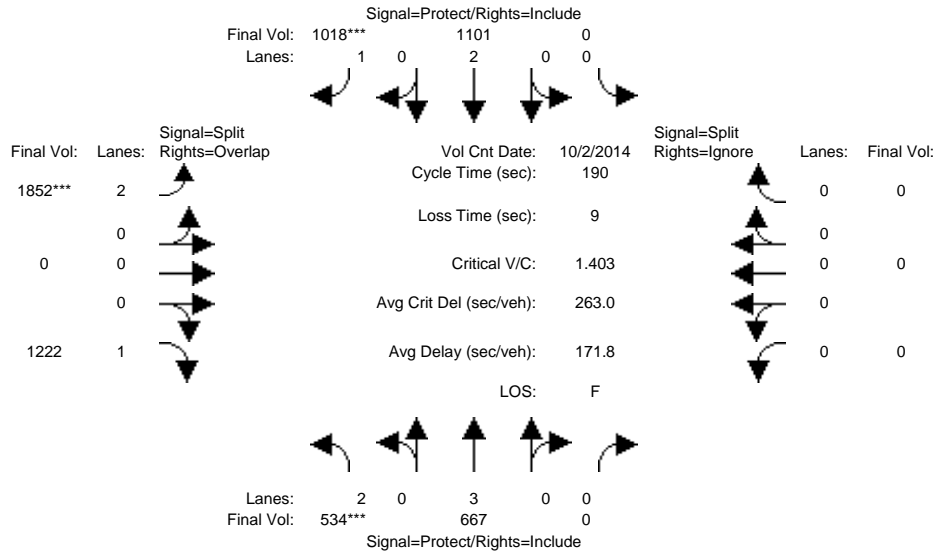 Signal=Protect/Rights=Include
Final Vol: 1018*** 1101 0
Lanes: 1 0 2 0 0
Signal=Split Signal=Split
Final Vol: Lanes: Rights=Overlap Vol Cnt Date: 10/2/2014 Rights=Ignore Lanes: Final Vol:
Cycle Time (sec): 190
1852*** 2 0 0
Loss Time (sec): 9
0 0
0 0 Critical V/C: 1.403 0 0
0 Avg Crit Del (sec/veh): 263.0 0
1222 1 Avg Delay (sec/veh): 171.8 0 0
LOS: F
Lanes: 2 0 3 0 0
Final Vol: 534*** 667 0
Signal=Protect/Rights=Include